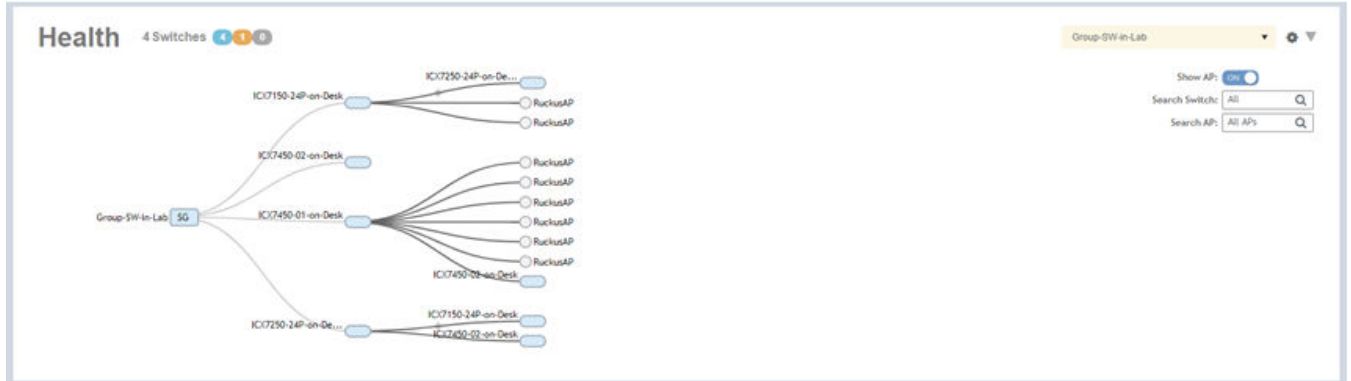 Health 4 Switches 4 1 0
Group-SW-in-Lab
Show AP: ON
Search Switch: All
Search AP: All APs
ICX7250-24P-on-De...
ICX7150-24P-on-Desk
RuckusAP
RuckusAP
ICX7450-02-on-Desk
RuckusAP
RuckusAP
RuckusAP
Group-SW-in-Lab SG
ICX7450-01-on-Desk
RuckusAP
RuckusAP
RuckusAP
ICX7450-02-on-Desk
ICX7150-24P-on-Desk
ICX7250-24P-on-De...
ICX7450-02-on-Desk